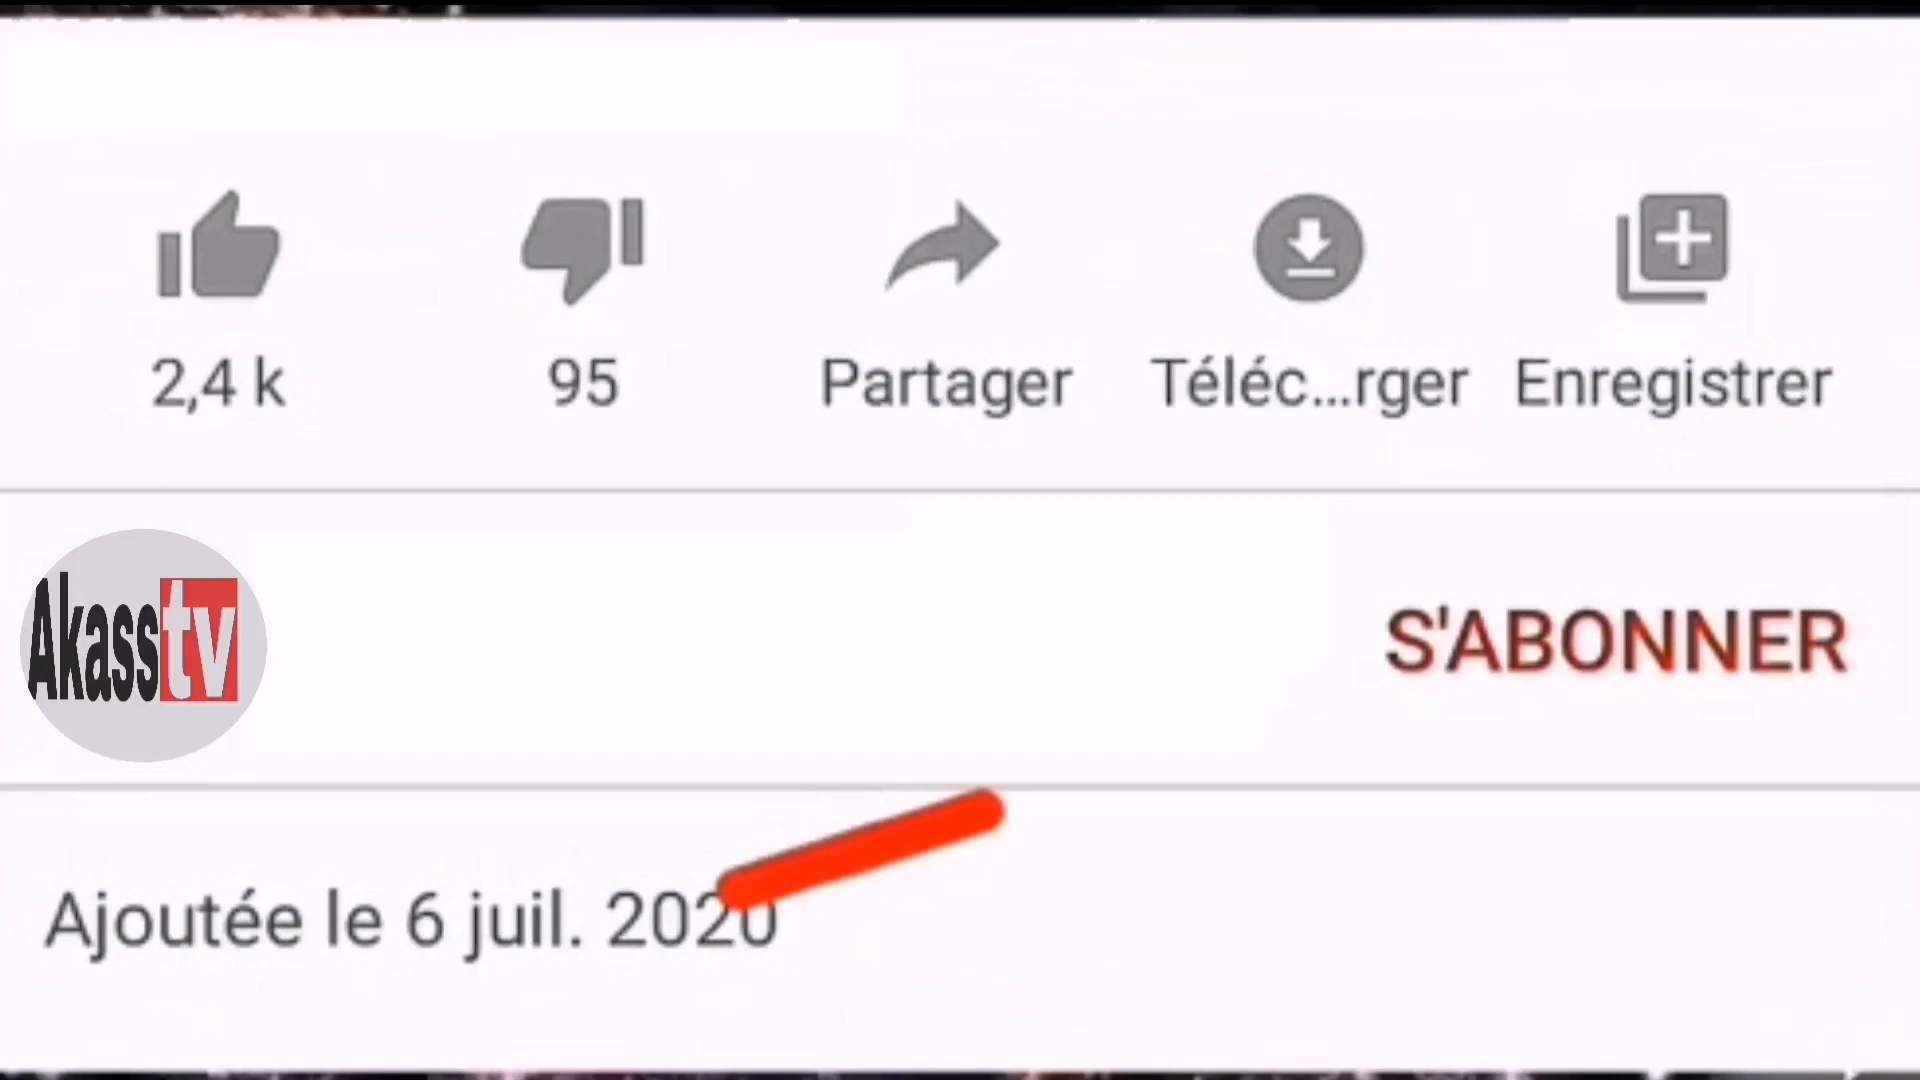 2,4 k 95 Partager Téléc...rger Enregistrer
Akasstv S'ABONNER
Ajoutée le 6 juil. 2020